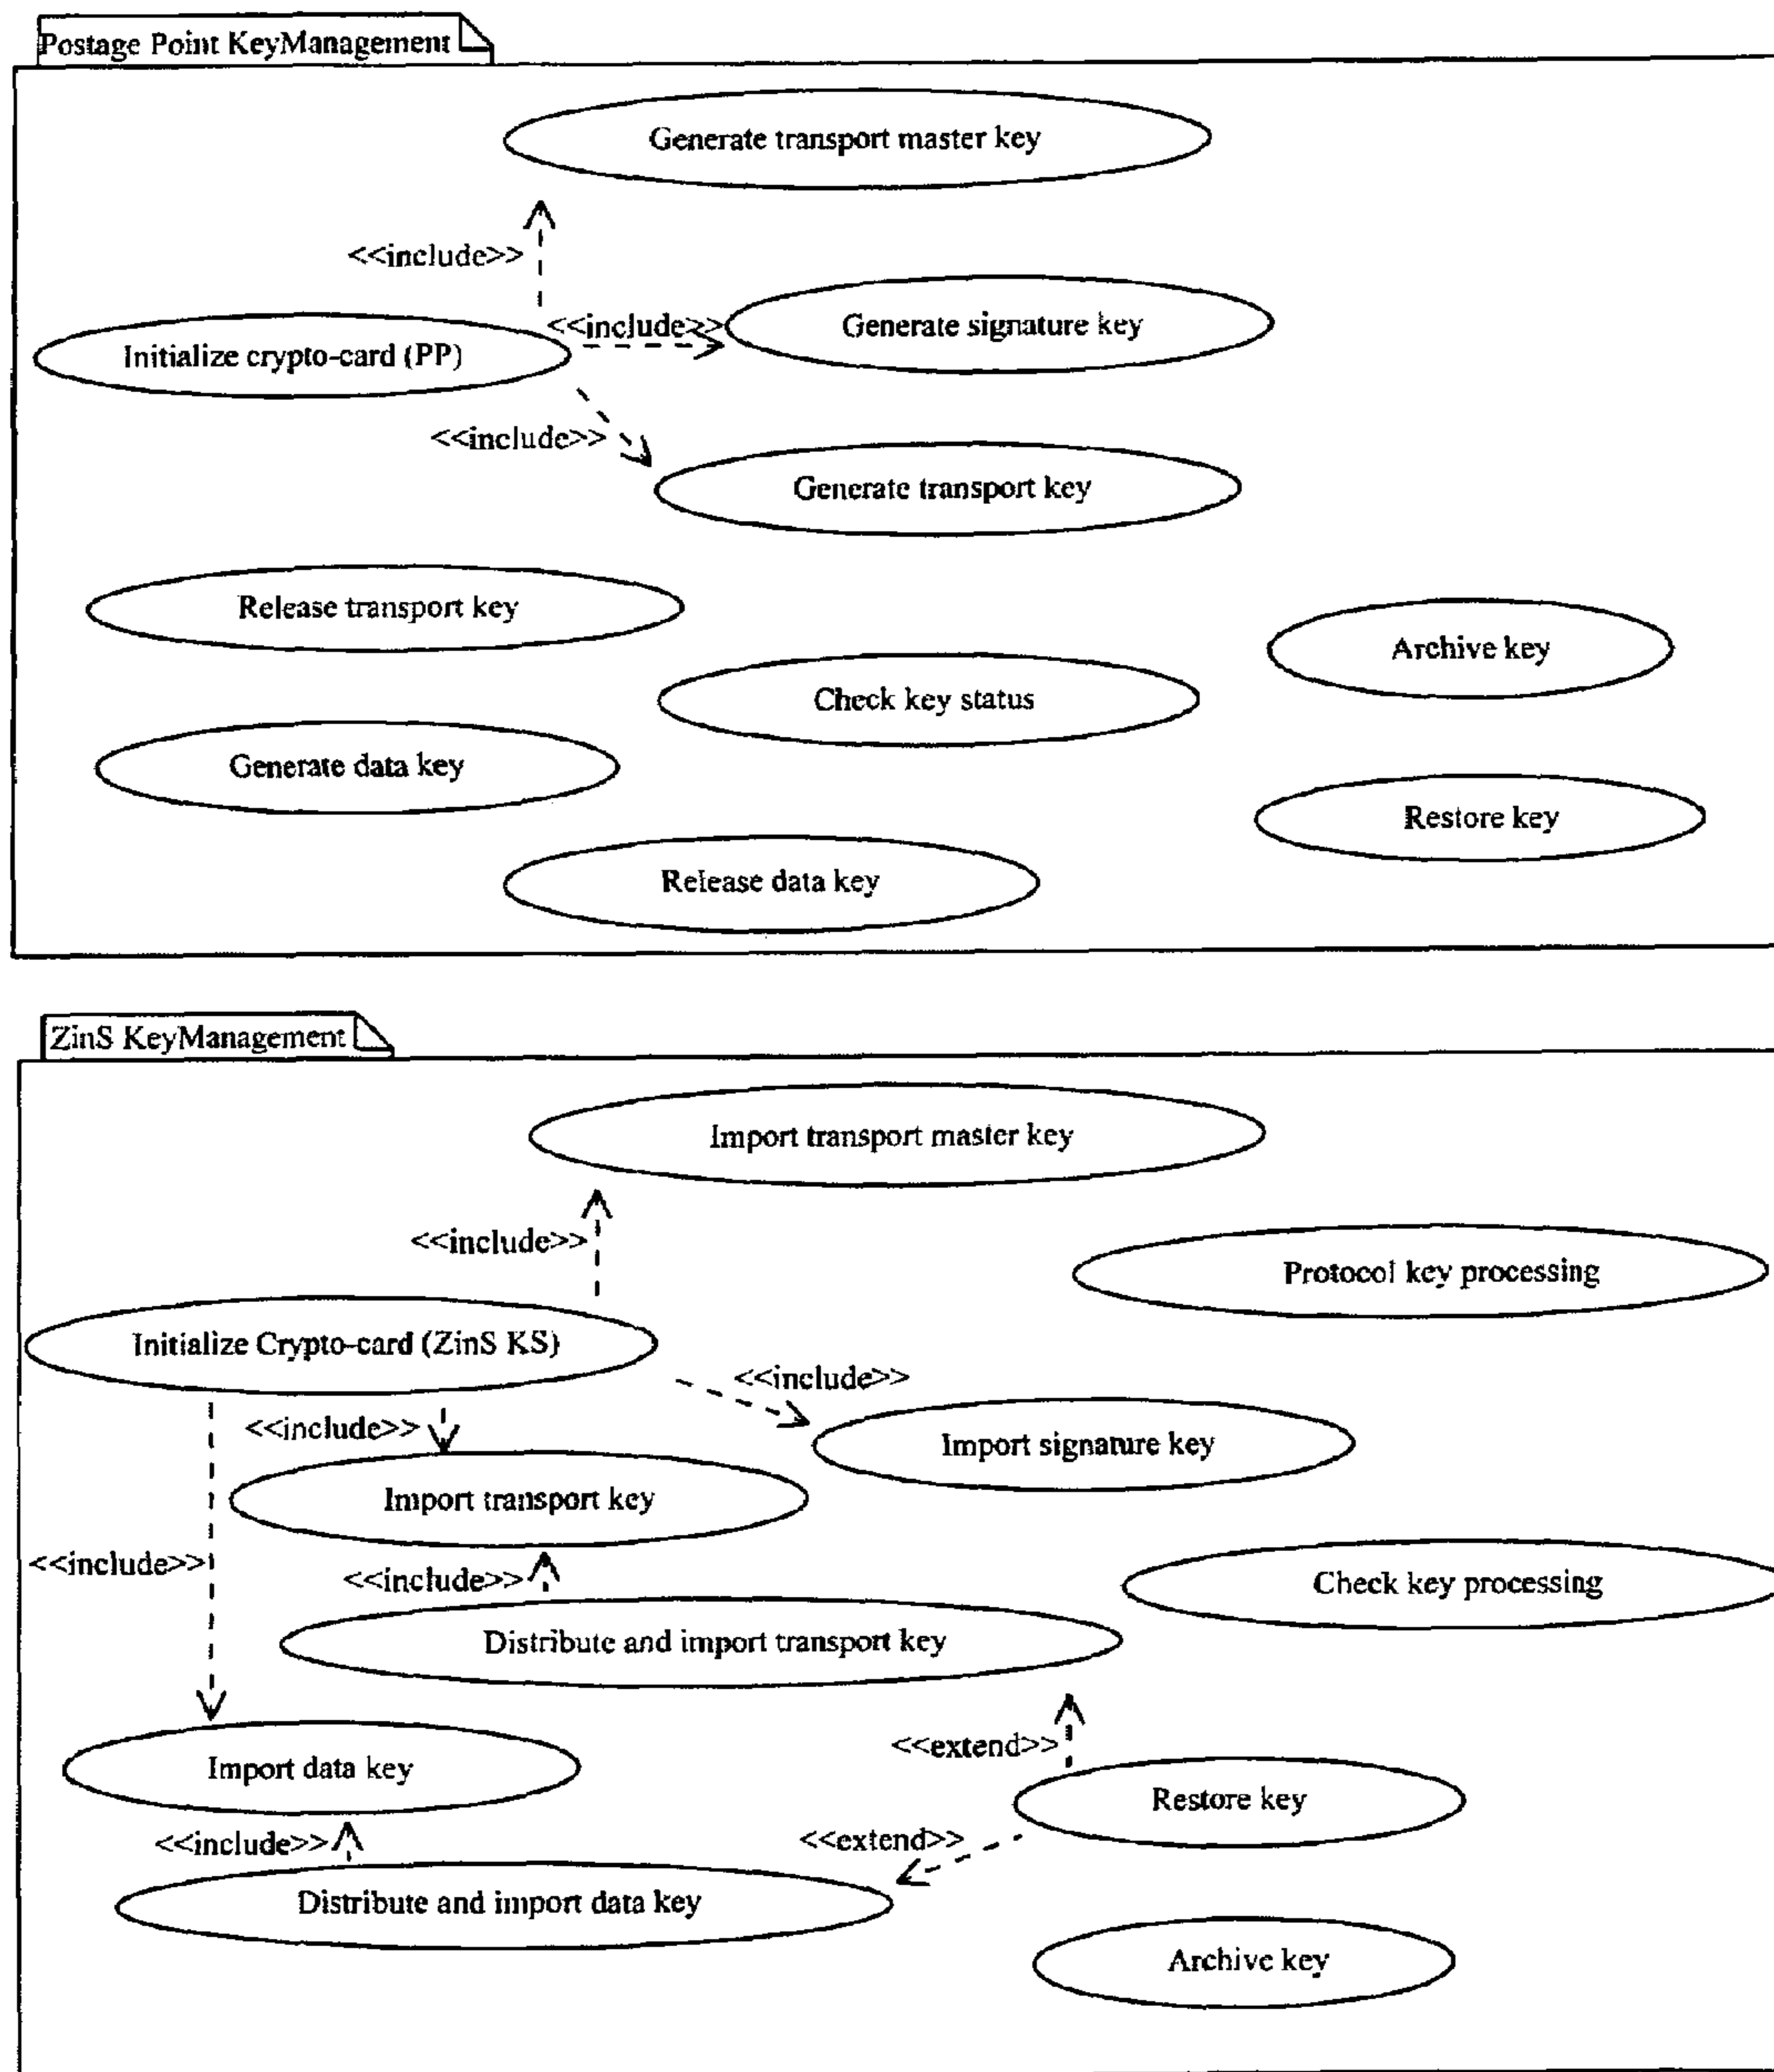 Postage Point KeyManagement
Generate transport master key
<<include>>
<<include>>
Generate signature key
Initialize crypto-card (PP)
<<include>>
Generate transport key
Release transport key
Archive key
Check key status
Generate data key
Restore key
Release data key
ZinS KeyManagement
Import transport master key
<<include>>
Protocol key processing
Initialize Crypto-card (ZinS KS)
<<include>>
<<include>>
Import signature key
Import transport key
<<include>>
<<include>>
Check key processing
Distribute and import transport key
<<extend>>
Import data key
Restore key
<<include>>
<<extend>>
Distribute and import data key
Archive key